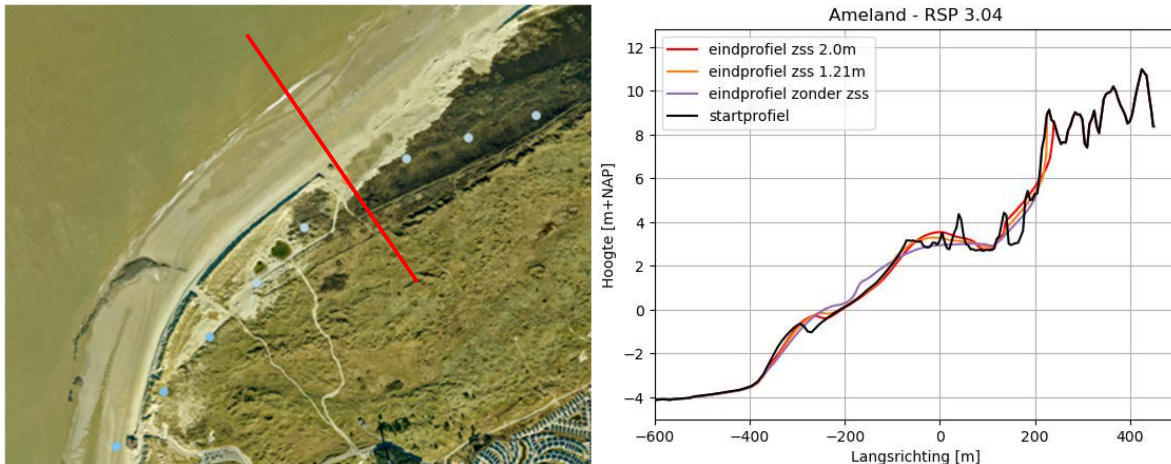 Ameland - RSP 3.04
eindprofiel zss 2.0m
eindprofiel zss 1.21m
eindprofiel zonder zss
startprofiel
Hoogte [m+NAP]
12
10
8
6
4
2
0
−2
−4
−600 −400 −200 0 200 400
Langsrichting [m]